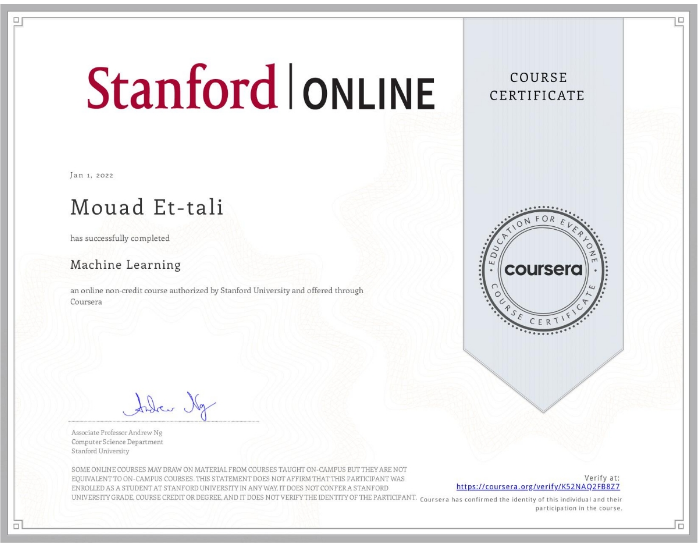 Stanford | ONLINE
COURSE
CERTIFICATE
Jan 1, 2022
Mouad Et-tali
has successfully completed
Machine Learning
an online non-credit course authorized by Stanford University and offered through
Coursera
EDUCATION FOR EVERYONE
coursera
COURSE CERTIFICATE
Andrew Ng
Associate Professor Andrew Ng
Computer Science Department
Stanford University
SOME ONLINE COURSES MAY DRAW ON MATERIAL FROM COURSES TAUGHT ON-CAMPUS BUT THEY ARE NOT
EQUIVALENT TO ON-CAMPUS COURSES. THIS STATEMENT DOES NOT AFFIRM THAT THIS PARTICIPANT WAS
ENROLLED AS A STUDENT AT STANFORD UNIVERSITY IN ANY WAY. IT DOES NOT CONFER A STANFORD
UNIVERSITY GRADE, COURSE CREDIT OR DEGREE, AND IT DOES NOT VERIFY THE IDENTITY OF THE PARTICIPANT.
Verify at:
https://coursera.org/verify/K52NAQ2FB8Z7
Coursera has confirmed the identity of this individual and their
participation in the course.